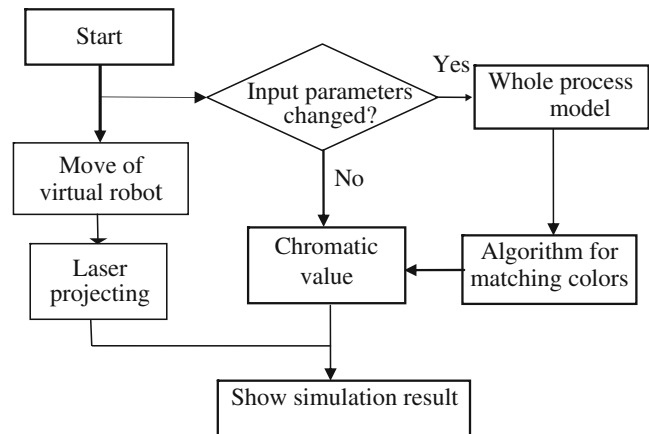 Start
Input parameters
changed?
Yes
Whole process
model
Move of
virtual robot
No
Laser
projecting
Chromatic
value
Algorithm for
matching colors
Show simulation result